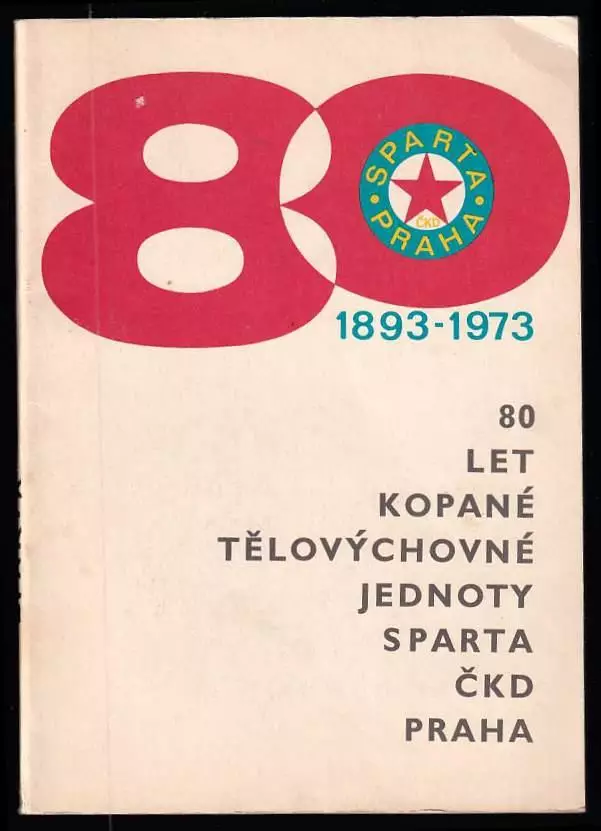 80
SPARTA
ČKD
PRAHA
1893-1973
80
LET
KOPANÉ
TĚLOVÝCHOVNÉ
JEDNOTY
SPARTA
ČKD
PRAHA